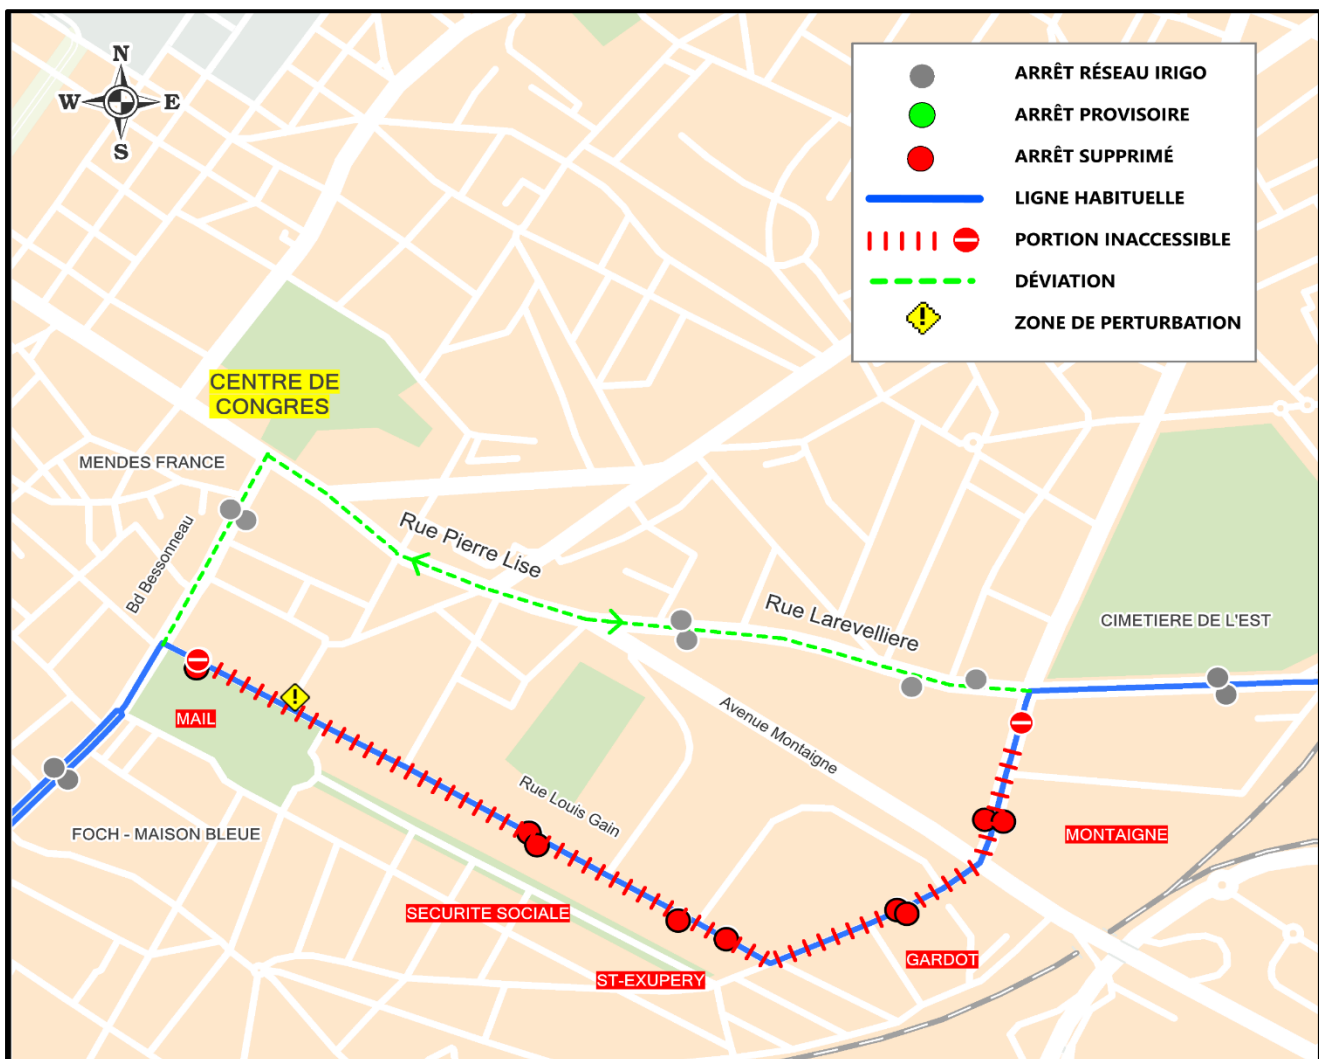 N
W
E
S
ARRÊT RÉSEAU IRIGO
ARRÊT PROVISOIRE
ARRÊT SUPPRIMÉ
LIGNE HABITUELLE
PORTION INACCESSIBLE
DÉVIATION
!
ZONE DE PERTURBATION
CENTRE DE
CONGRES
MENDES FRANCE
Bd Bessonneau
Rue Pierre Lise
Rue Larevelliere
CIMETIERE DE L'EST
!
MAIL
Avenue Montaigne
Rue Louis Gain
FOCH - MAISON BLEUE
MONTAIGNE
SECURITE SOCIALE
GARDOT
ST-EXUPERY